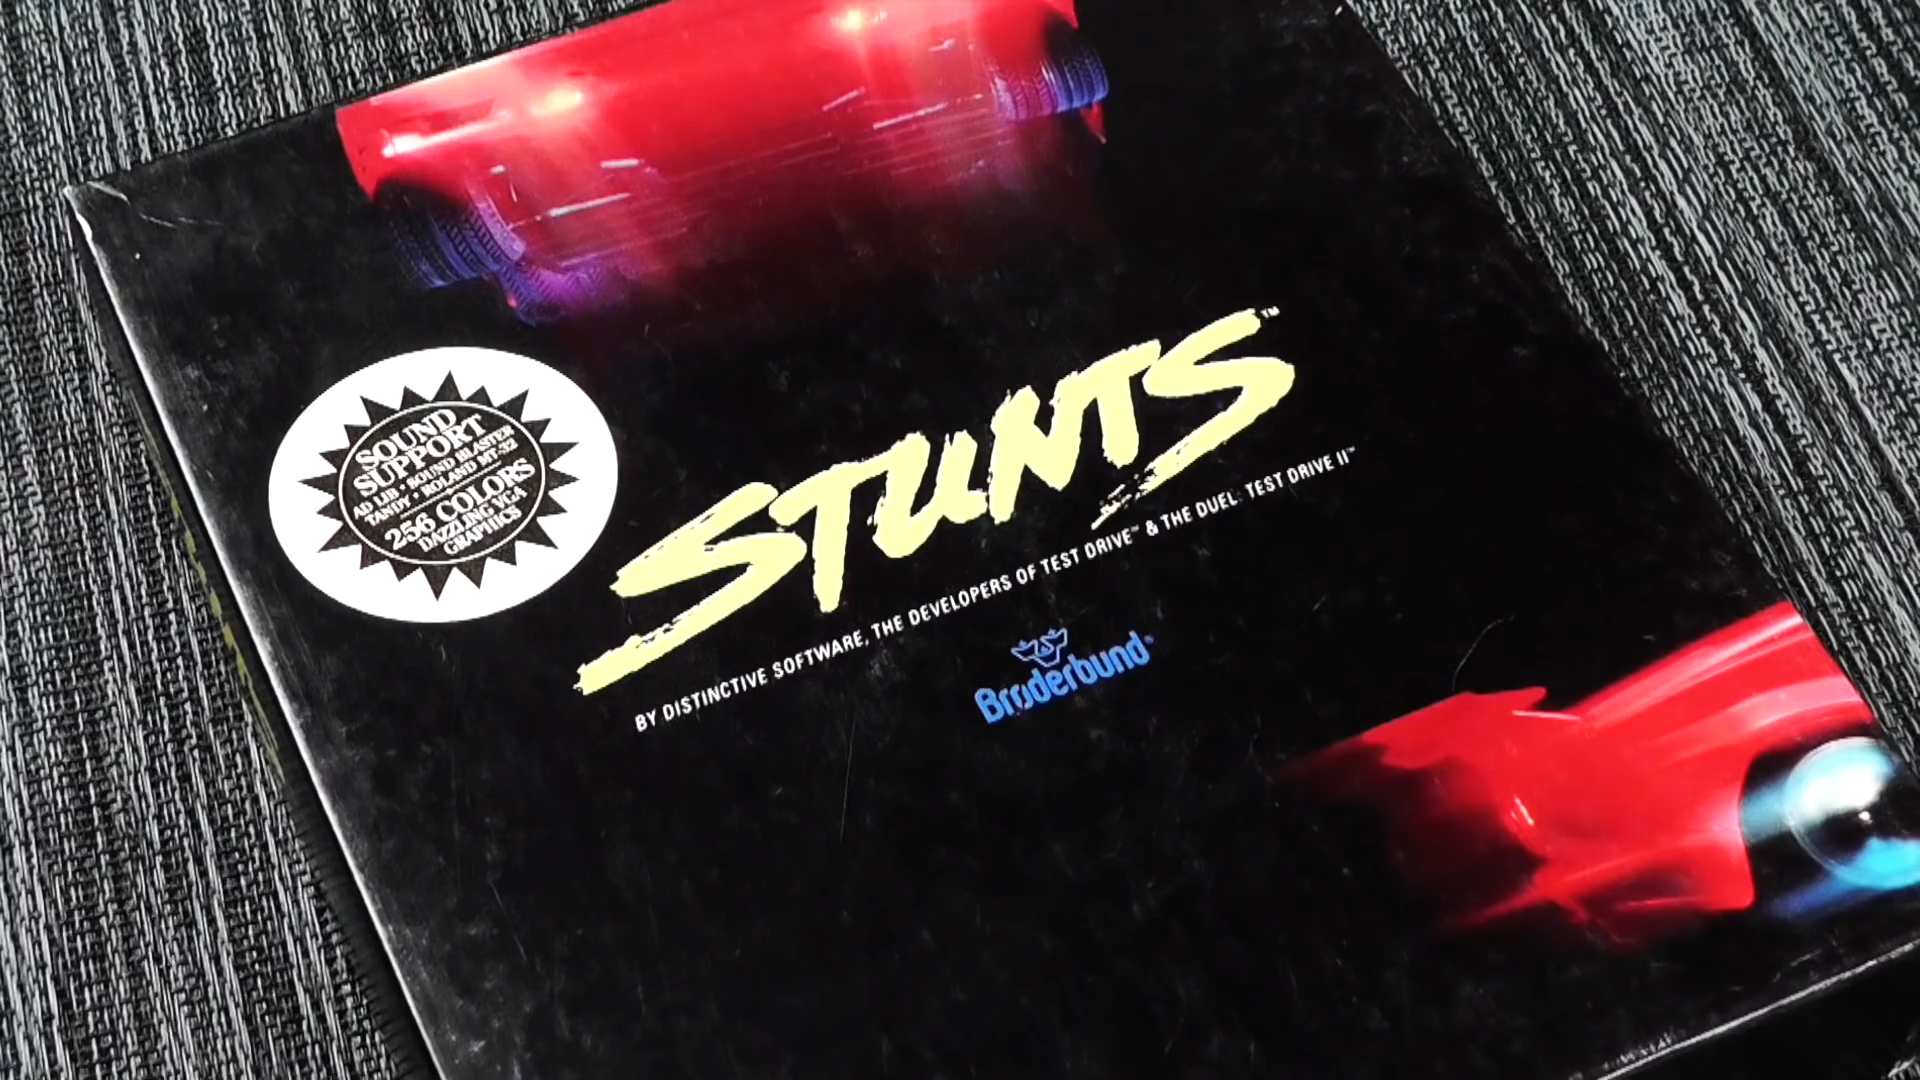 STUNTS™
BY DISTINCTIVE SOFTWARE, THE DEVELOPERS OF TEST DRIVE™ & THE DUEL: TEST DRIVE II™
Brøderbund®
SOUND
SUPPORT
AD LIB • SOUND BLASTER
TANDY • ROLAND MT-32
256 COLORS
DAZZLING VGA
GRAPHICS